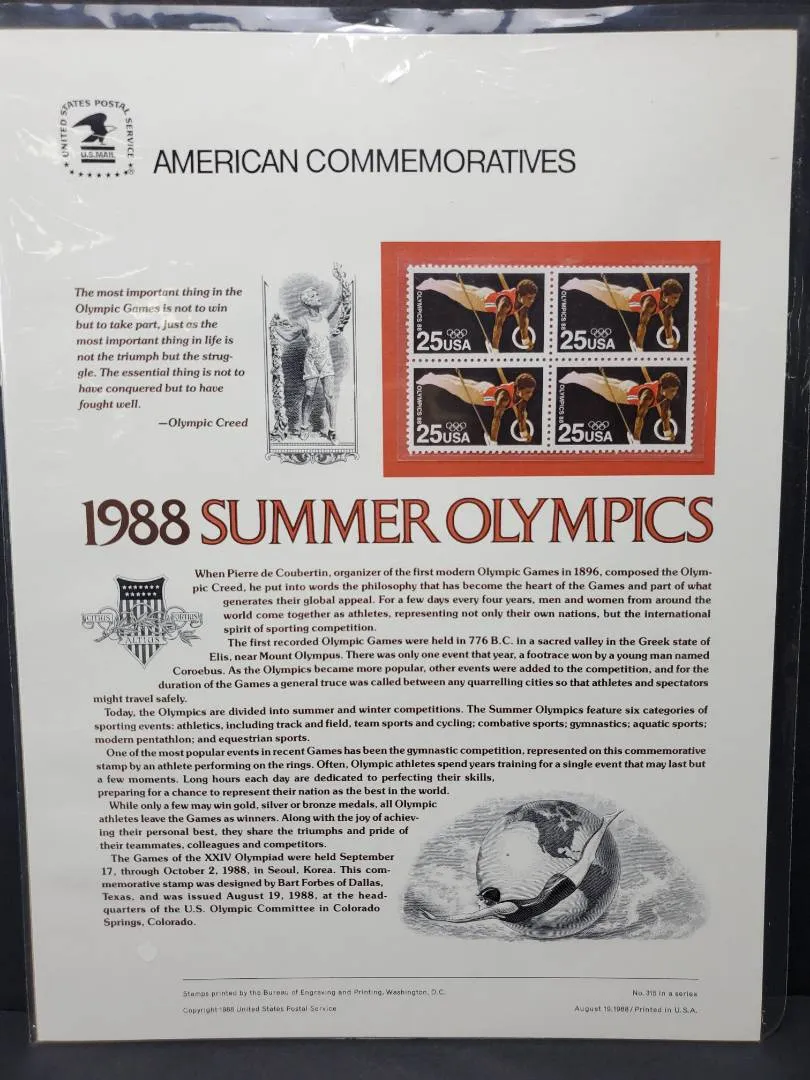 UNITED STATES POSTAL SERVICE
U.S.MAIL
AMERICAN COMMEMORATIVES
The most important thing in the
Olympic Games is not to win
but to take part, just as the
most important thing in life is
not the triumph but the strug-
gle. The essential thing is not to
have conquered but to have
fought well.
—Olympic Creed
OLYMPICS 88
25USA
OLYMPICS 88
25USA
OLYMPICS 88
25USA
OLYMPICS 88
25USA
1988 SUMMER OLYMPICS
When Pierre de Coubertin, organizer of the first modern Olympic Games in 1896, composed the Olym-
pic Creed, he put into words the philosophy that has become the heart of the Games and part of what
generates their global appeal. For a few days every four years, men and women from around the
world come together as athletes, representing not only their own nations, but the international
spirit of sporting competition.
The first recorded Olympic Games were held in 776 B.C. in a sacred valley in the Greek state of
Elis, near Mount Olympus. There was only one event that year, a footrace won by a young man named
Coroebus. As the Olympics became more popular, other events were added to the competition, and for the
duration of the Games a general truce was called between any quarrelling cities so that athletes and spectators
might travel safely.
CITIUS FORTIUS
ALTIUS
Today, the Olympics are divided into summer and winter competitions. The Summer Olympics feature six categories of
sporting events: athletics, including track and field, team sports and cycling; combative sports; gymnastics; aquatic sports;
modern pentathlon; and equestrian sports.
One of the most popular events in recent Games has been the gymnastic competition, represented on this commemorative
stamp by an athlete performing on the rings. Often, Olympic athletes spend years training for a single event that may last but
a few moments. Long hours each day are dedicated to perfecting their skills,
preparing for a chance to represent their nation as the best in the world.
While only a few may win gold, silver or bronze medals, all Olympic
athletes leave the Games as winners. Along with the joy of achiev-
ing their personal best, they share the triumphs and pride of
their teammates, colleagues and competitors.
The Games of the XXIV Olympiad were held September
17, through October 2, 1988, in Seoul, Korea. This com-
memorative stamp was designed by Bart Forbes of Dallas,
Texas, and was issued August 19, 1988, at the head-
quarters of the U.S. Olympic Committee in Colorado
Springs, Colorado.
Stamps printed by the Bureau of Engraving and Printing, Washington, D.C.
No. 315 in a series
Copyright 1988 United States Postal Service
August 19, 1988/Printed in U.S.A.